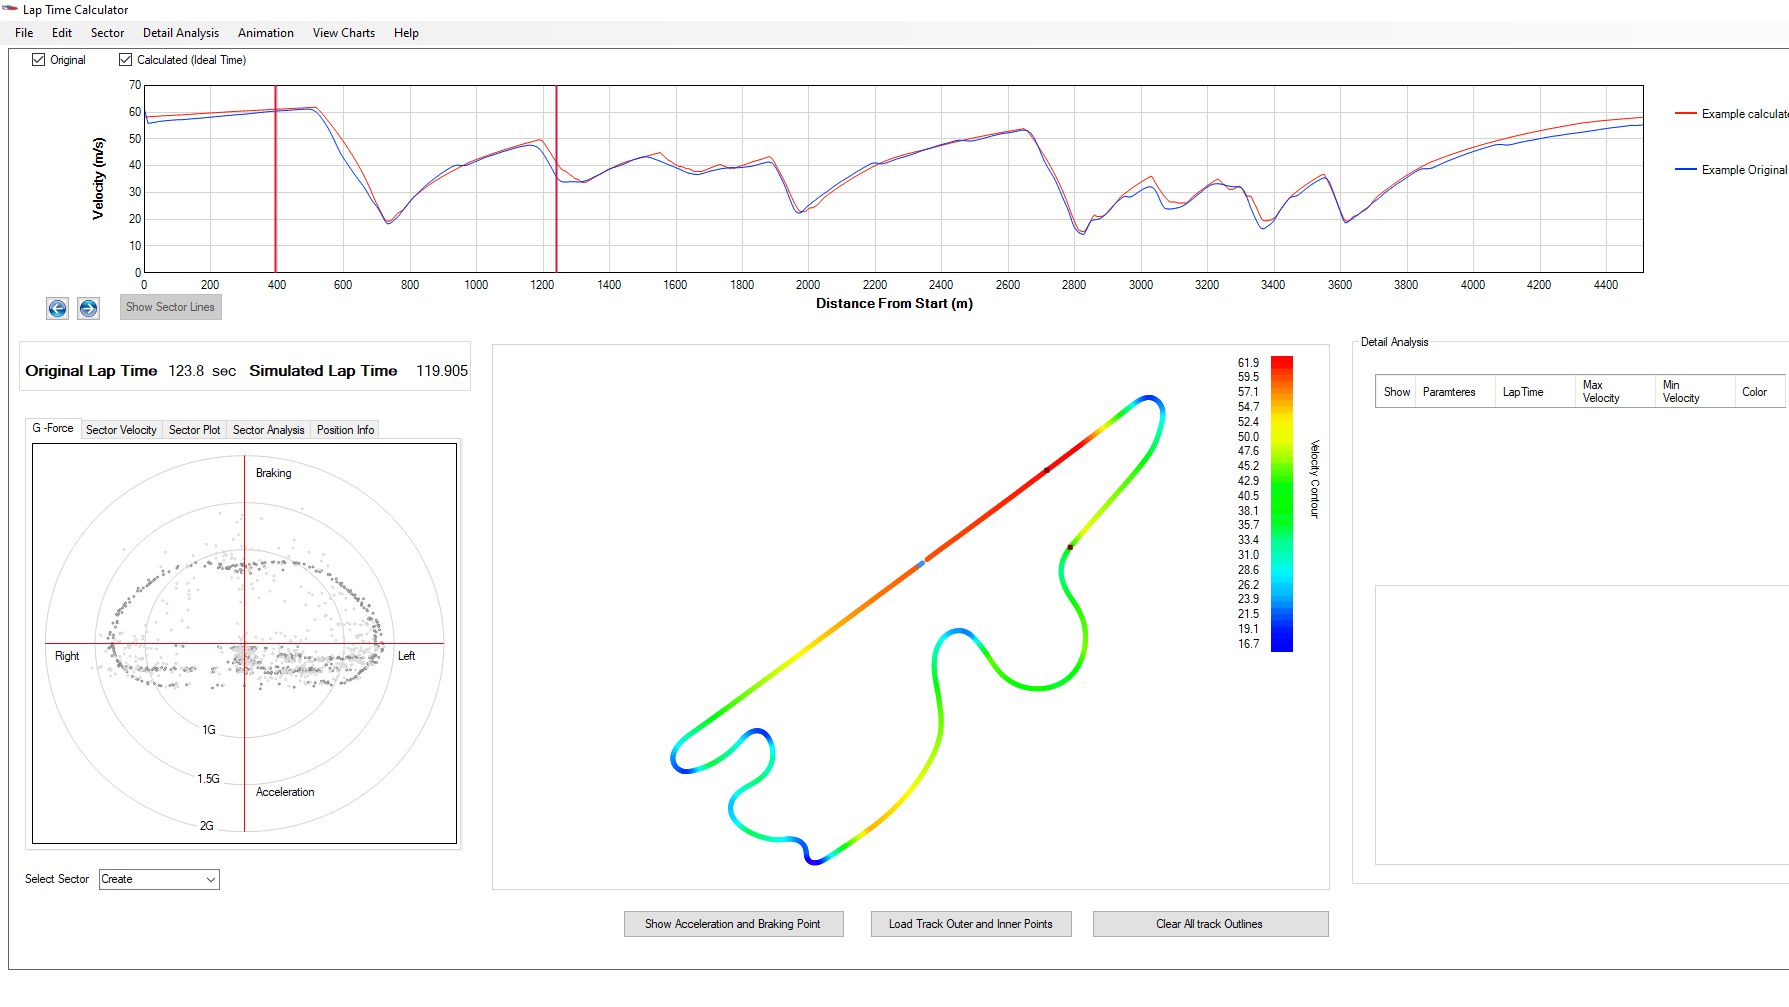 Lap Time Calculator
File Edit Sector Detail Analysis Animation View Charts Help
Original Calculated (Ideal Time)
70
60
50
40
30
20
10
0
Velocity (m/s)
0 200 400 600 800 1000 1200 1400 1600 1800 2000 2200 2400 2600 2800 3000 3200 3400 3600 3800 4000 4200 4400
Distance From Start (m)
Example calculate
Example Original
Show Sector Lines
Original Lap Time 123.8 sec Simulated Lap Time 119.905
G -Force Sector Velocity Sector Plot Sector Analysis Position Info
Braking
Right Left
1G
1.5G
Acceleration
2G
Select Sector Create
61.9
59.5
57.1
54.7
52.4
50.0
47.6
45.2
42.9
40.5
38.1
35.7
33.4
31.0
28.6
26.2
23.9
21.5
19.1
16.7
Velocity Contour
Detail Analysis
Show Paramteres LapTime Max Velocity Min Velocity Color
Show Acceleration and Braking Point Load Track Outer and Inner Points Clear All track Outlines